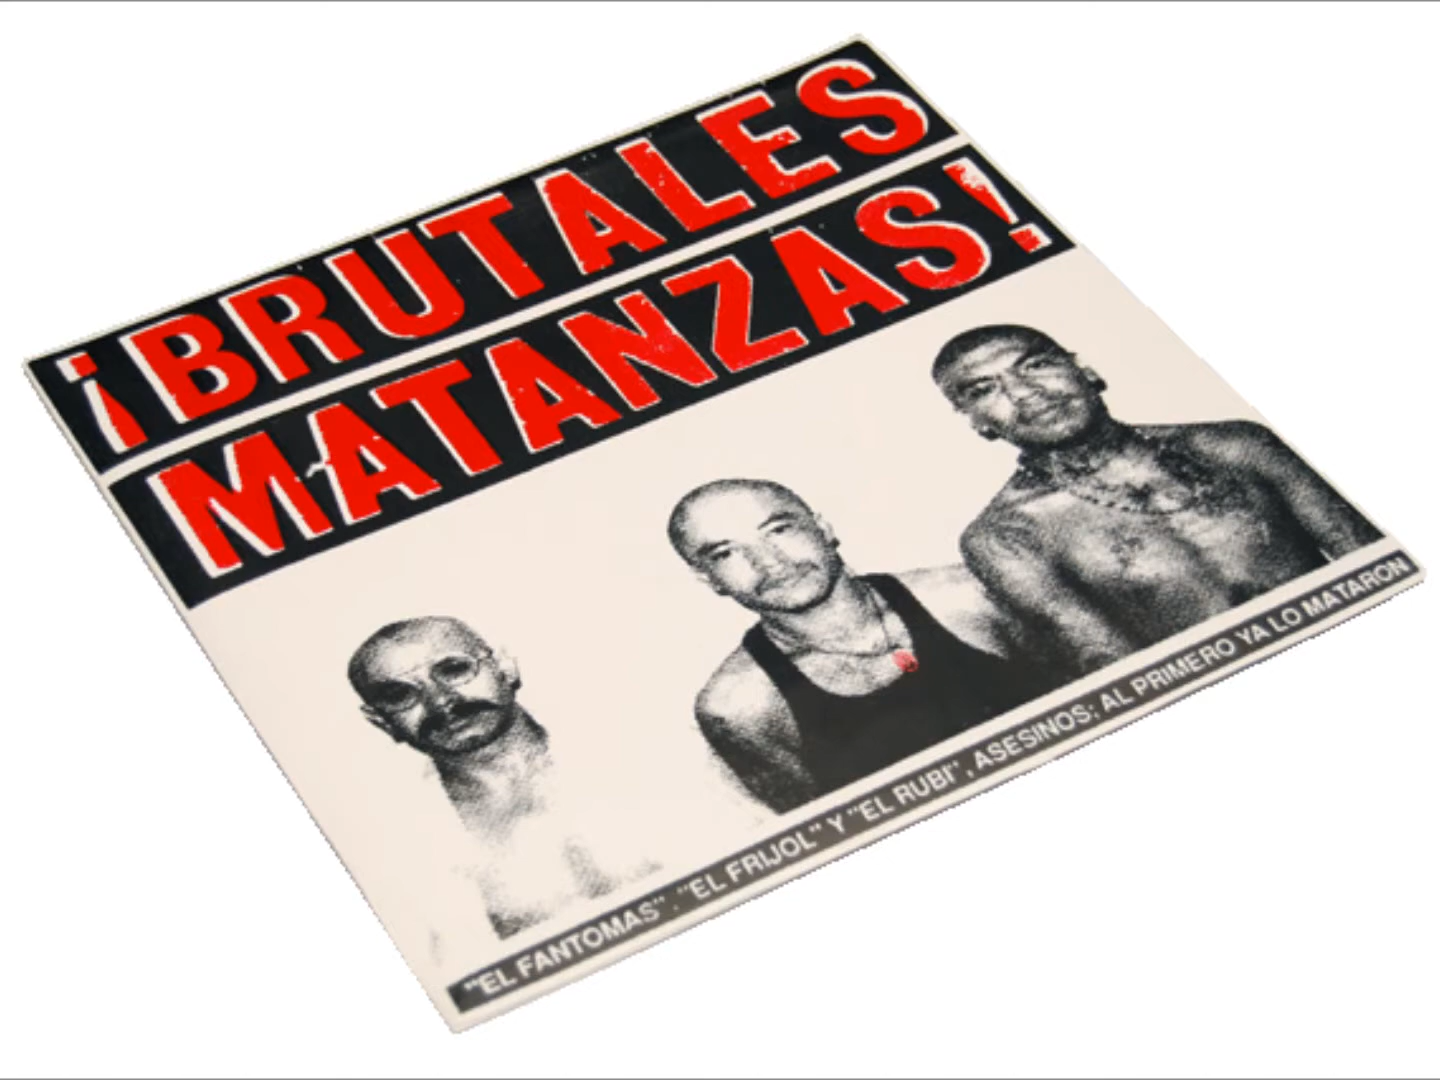 ¡BRUTALES
MATANZAS!
"EL FANTOMAS". "EL FRIJOL" Y "EL RUBI", ASESINOS; AL PRIMERO YA LO MATARON